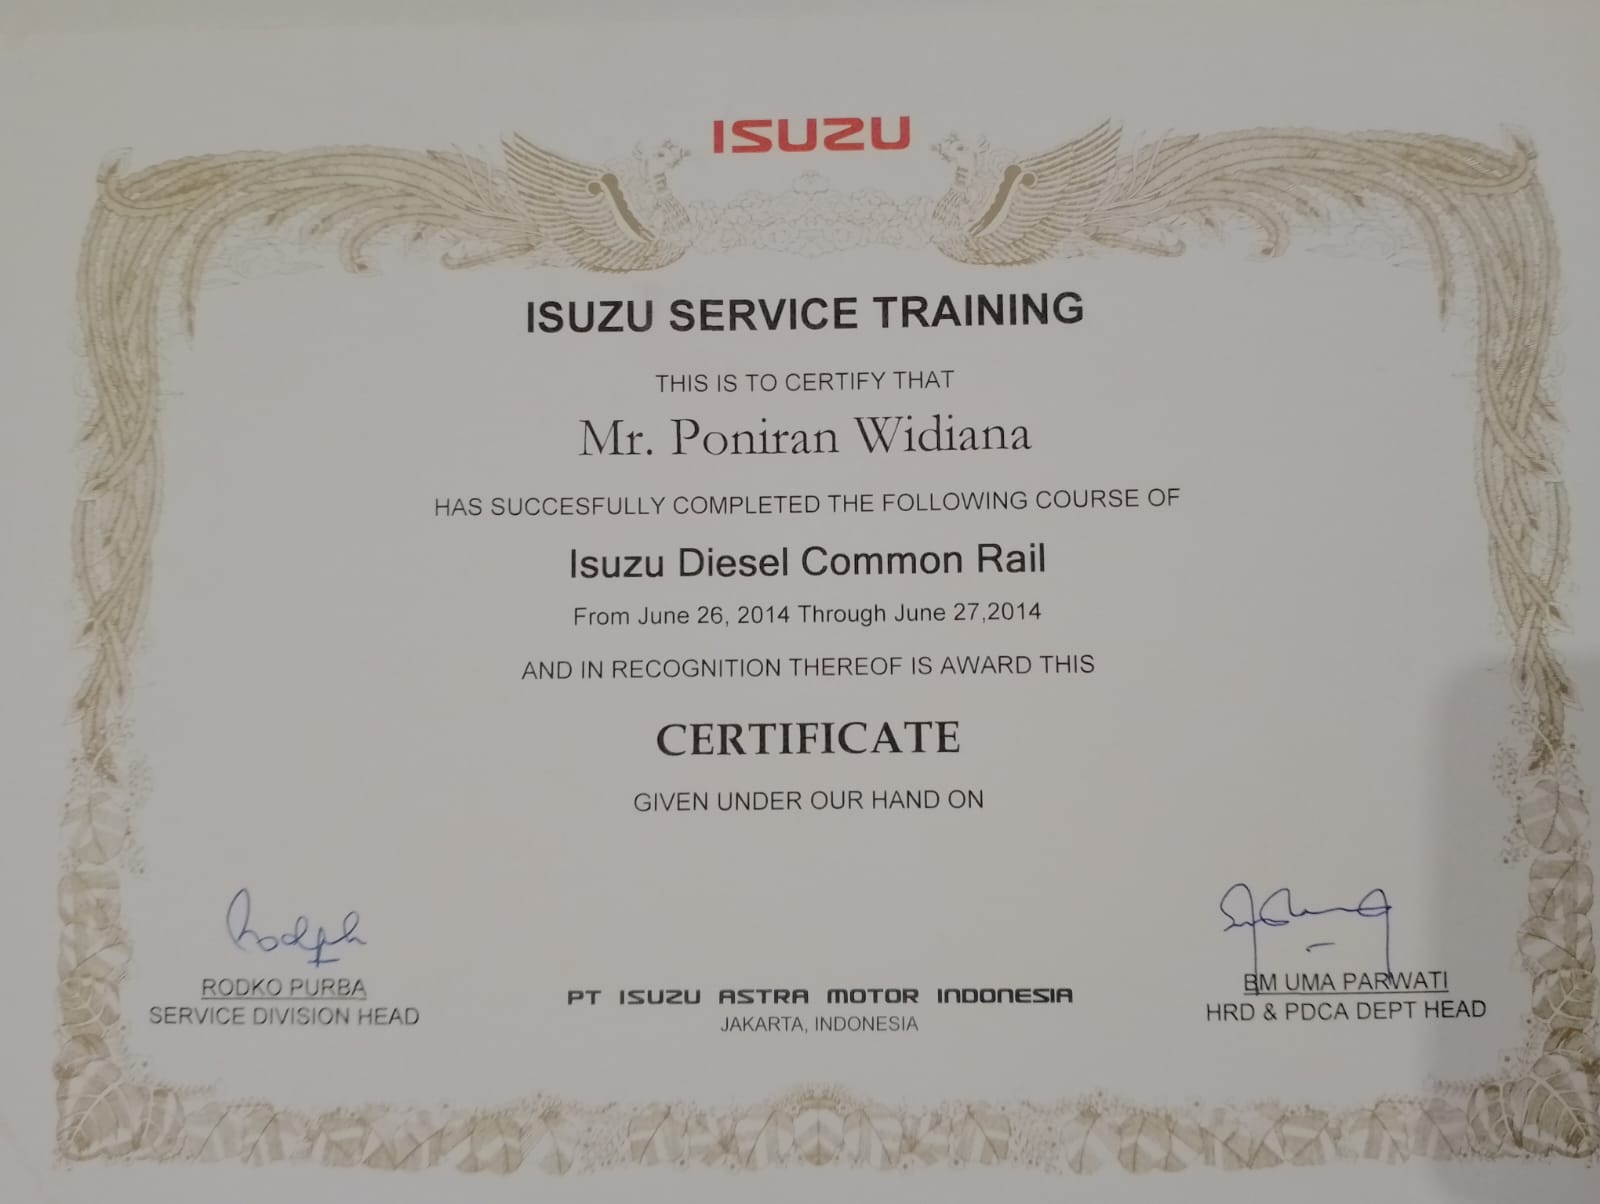 ISUZU
ISUZU SERVICE TRAINING
THIS IS TO CERTIFY THAT
Mr. Poniran Widiana
HAS SUCCESFULLY COMPLETED THE FOLLOWING COURSE OF
Isuzu Diesel Common Rail
From June 26, 2014 Through June 27,2014
AND IN RECOGNITION THEREOF IS AWARD THIS
CERTIFICATE
GIVEN UNDER OUR HAND ON
RODKO PURBA
SERVICE DIVISION HEAD
PT ISUZU ASTRA MOTOR INDONESIA
JAKARTA, INDONESIA
BM UMA PARWATI
HRD & PDCA DEPT HEAD